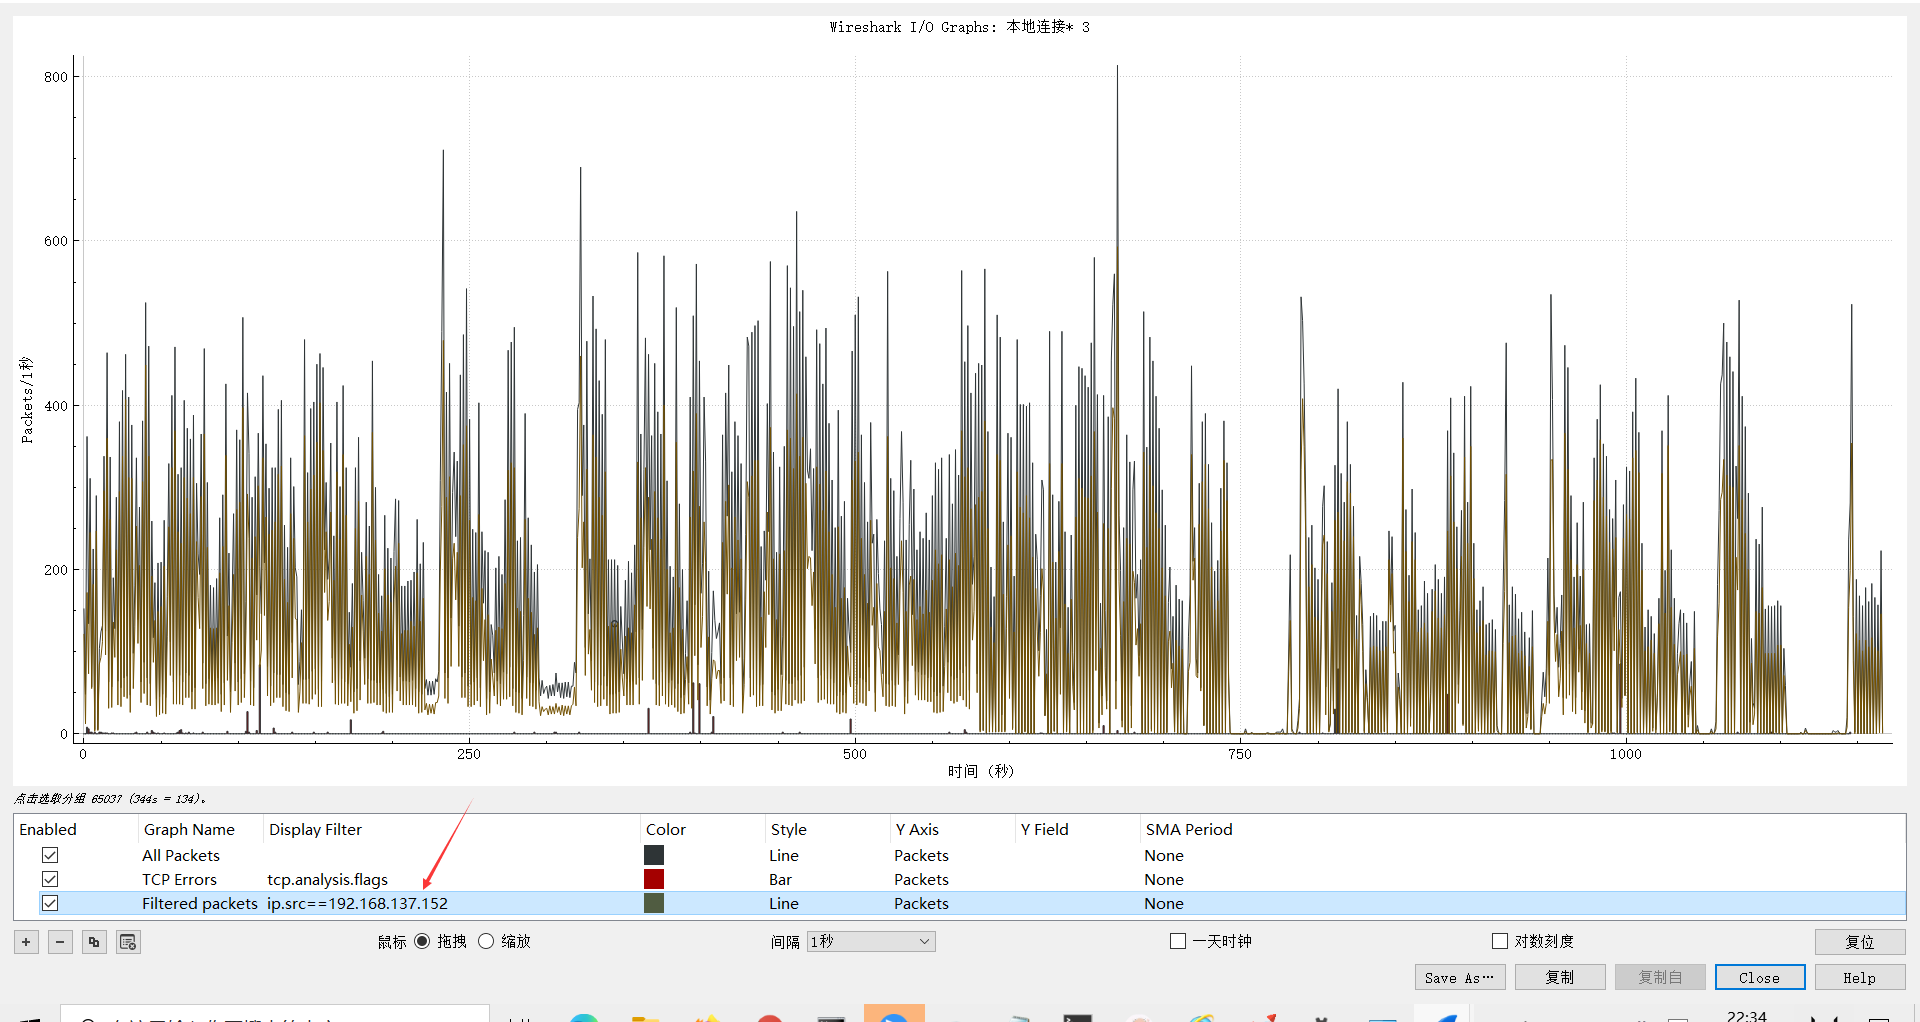 Wireshark I/O Graphs: 本地连接* 3
800
600
400
200
0
Packets/1秒
0 250 500 750 1000
时间 (秒)
点击选取分组 65037 (344s = 134)。
Enabled Graph Name Display Filter Color Style Y Axis Y Field SMA Period
All Packets Line Packets None
TCP Errors tcp.analysis.flags Bar Packets None
Filtered packets ip.src==192.168.137.152 Line Packets None
+ − 鼠标 拖拽 缩放 间隔 1秒 一天时钟 对数刻度 复位
Save As… 复制 复制自 Close Help
22:34